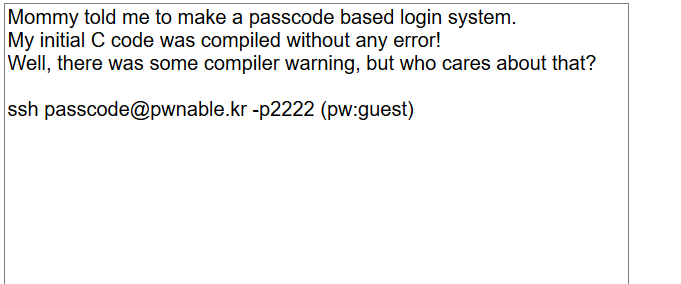 Mommy told me to make a passcode based login system.
My initial C code was compiled without any error!
Well, there was some compiler warning, but who cares about that?
ssh passcode@pwnable.kr -p2222 (pw:guest)